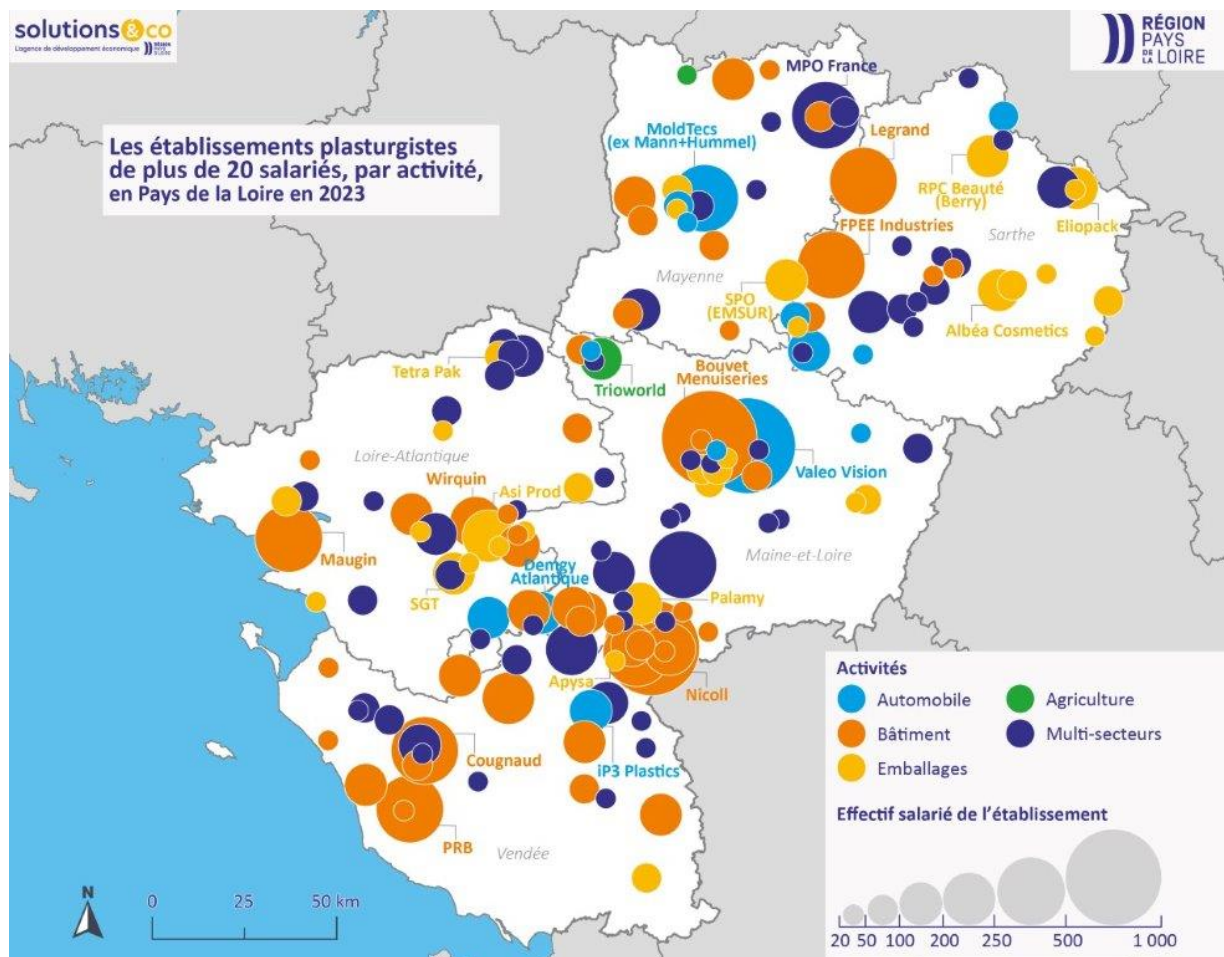 solutions&co
L'agence de développement économique
RÉGION
PAYS
DE LA LOIRE
RÉGION
PAYS
DE
LA LOIRE
Les établissements plasturgistes
de plus de 20 salariés, par activité,
en Pays de la Loire en 2023
MPO France
MoldTecs
(ex Mann+Hummel)
Legrand
RPC Beauté
(Berry)
Eliopack
Sarthe
FPEE Industries
Mayenne
SPO
(EMSUR)
Albéa Cosmetics
Tetra Pak
Trioworld
Bouvet
Menuiseries
Loire-Atlantique
Valeo Vision
Wirquin
Asi Prod
Maugin
Maine-et-Loire
Demgy
Atlantique
SGT
Palamy
Apysa
Nicoll
Cougnaud
iP3 Plastics
PRB
Vendée
Activités
Automobile
Agriculture
Bâtiment
Multi-secteurs
Emballages
Effectif salarié de l'établissement
20 50 100 200 250 500 1 000
N
0 25 50 km